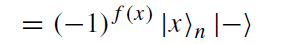 = (−1)^{f(x)} |x⟩_n |−⟩